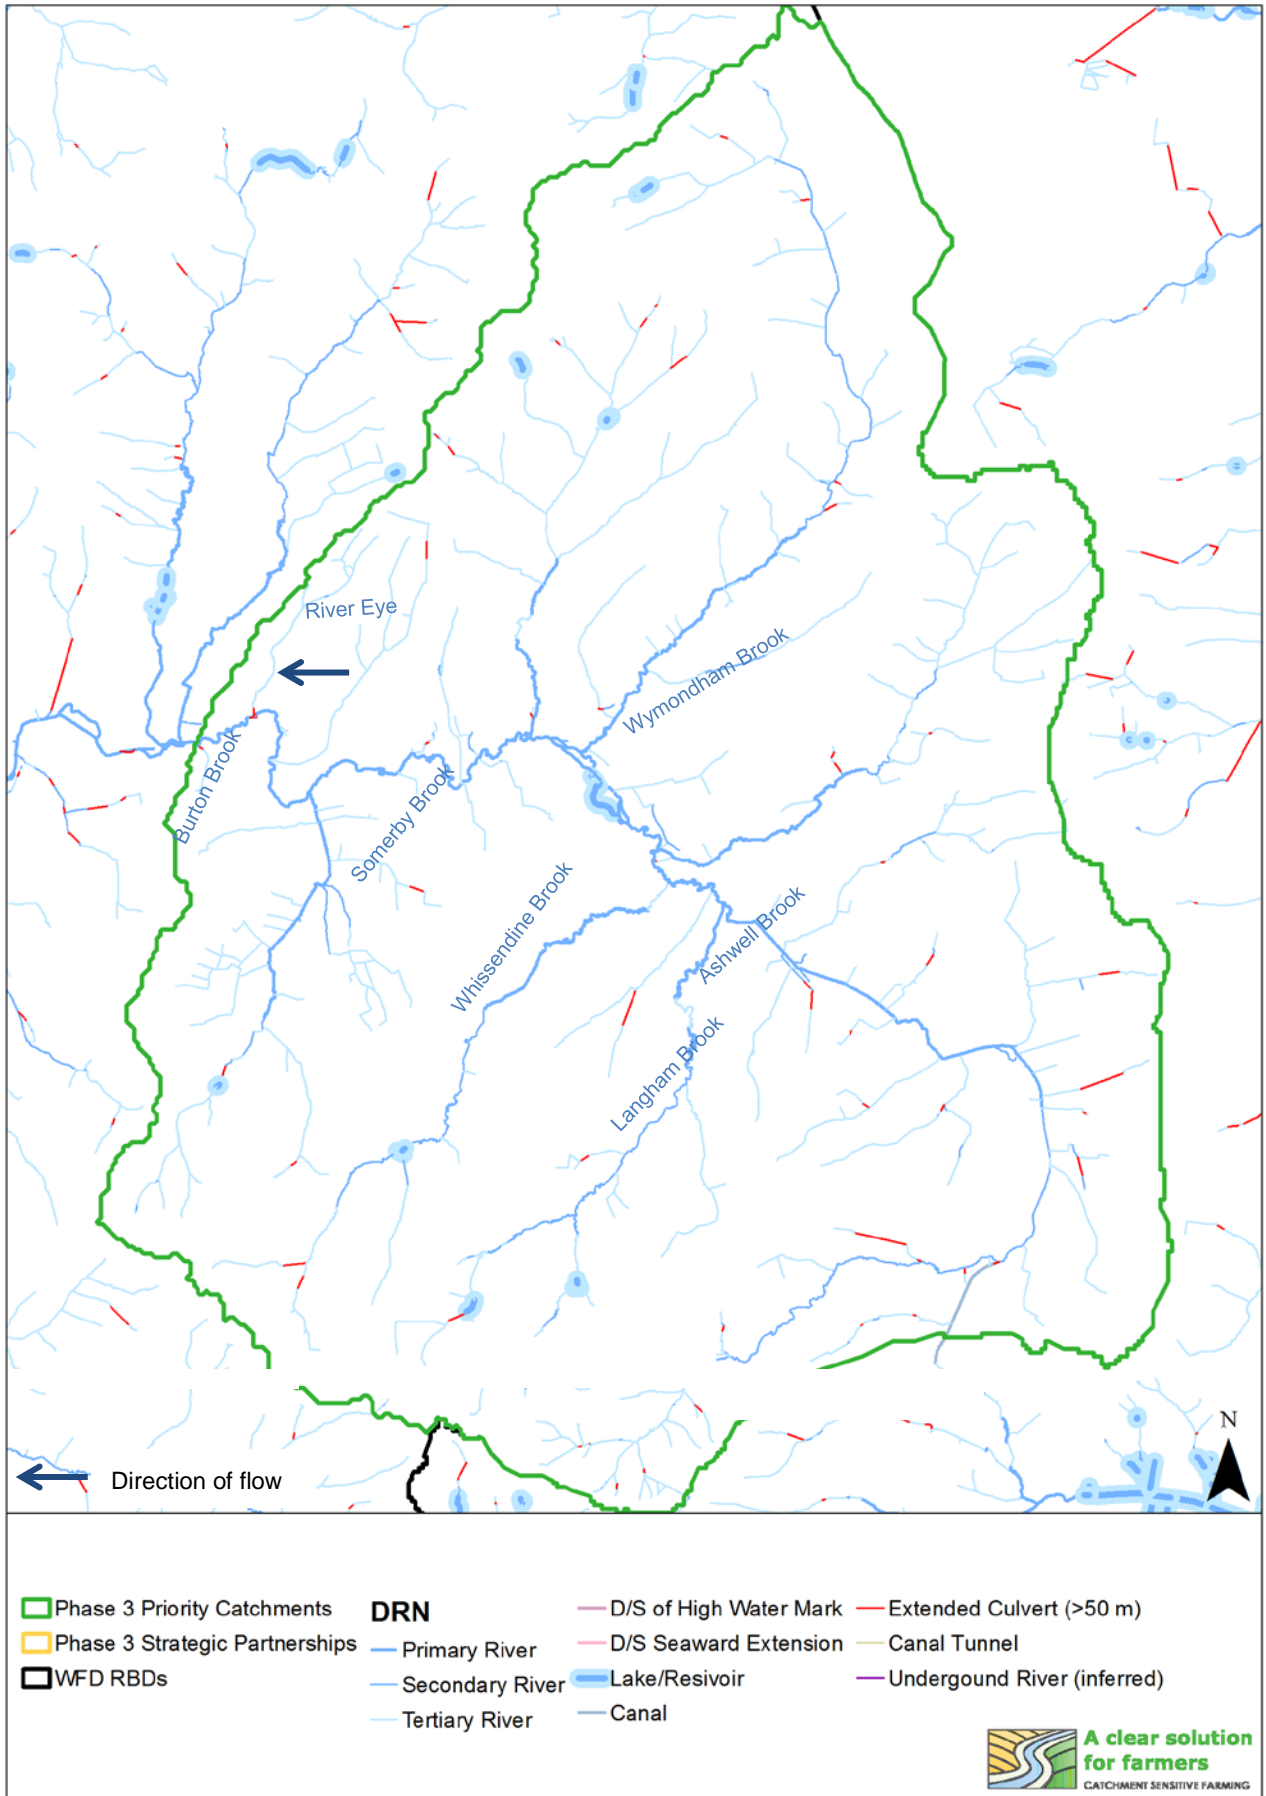 River Eye
Wymondham Brook
Burton Brook
Somerby Brook
Whissendine Brook
Ashwell Brook
Langham Brook
N
Direction of flow
Phase 3 Priority Catchments
Phase 3 Strategic Partnerships
WFD RBDs
DRN
Primary River
Secondary River
Tertiary River
D/S of High Water Mark
D/S Seaward Extension
Lake/Resivoir
Canal
Extended Culvert (>50 m)
Canal Tunnel
Undergound River (inferred)
A clear solution
for farmers
CATCHMENT SENSITIVE FARMING